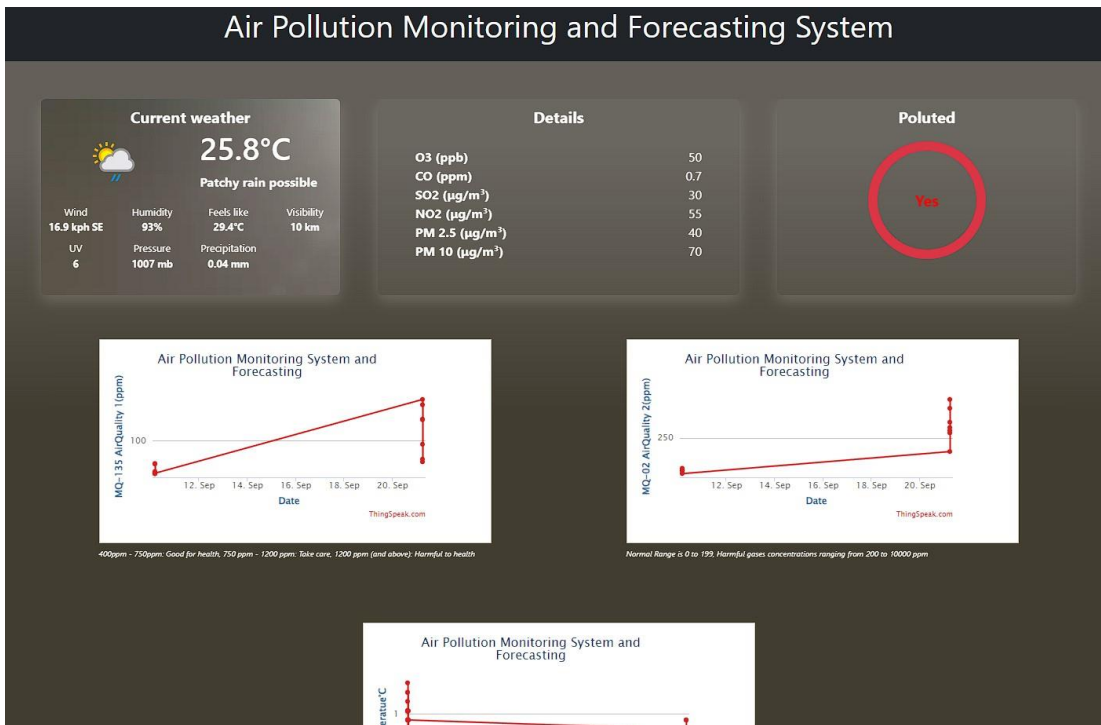 Air Pollution Monitoring and Forecasting System
Current weather
25.8°C
Patchy rain possible
Wind Humidity Feels like Visibility
16.9 kph SE 93% 29.4°C 10 km
UV Pressure Precipitation
6 1007 mb 0.04 mm
Details
O3 (ppb) 50
CO (ppm) 0.7
SO2 (µg/m³) 30
NO2 (µg/m³) 55
PM 2.5 (µg/m³) 40
PM 10 (µg/m³) 70
Poluted
Yes
Air Pollution Monitoring System and
Forecasting
MQ-135 AirQuality 1(ppm)
100
12. Sep 14. Sep 16. Sep 18. Sep 20. Sep
Date
ThingSpeak.com
400ppm - 750ppm: Good for health, 750 ppm - 1200 ppm: Take care, 1200 ppm (and above): Harmful to health
Air Pollution Monitoring System and
Forecasting
MQ-02 AirQuality 2(ppm)
250
12. Sep 14. Sep 16. Sep 18. Sep 20. Sep
Date
ThingSpeak.com
Normal Range is 0 to 199, Harmful gases concentrations ranging from 200 to 10000 ppm
Air Pollution Monitoring System and
Forecasting
1